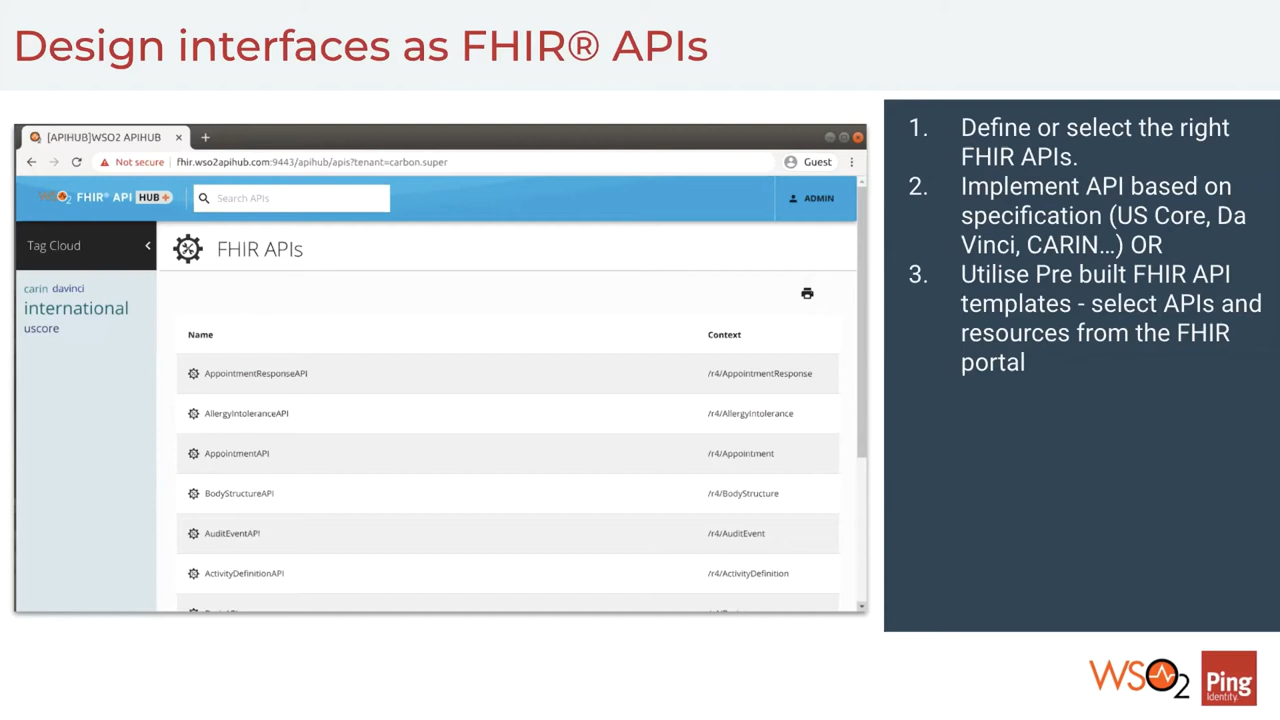 Design interfaces as FHIR® APIs
[APIHUB]WSO2 APIHUB
Not secure
fhir.wso2apihub.com:9443/apihub/apis?tenant=carbon.super
Guest
WSO2 FHIR® API HUB
Search APIs
ADMIN
Tag Cloud
FHIR APIs
carin davinci
international
uscore
Name Context
AppointmentResponseAPI /r4/AppointmentResponse
AllergyIntoleranceAPI /r4/AllergyIntolerance
AppointmentAPI /r4/Appointment
BodyStructureAPI /r4/BodyStructure
AuditEventAPI /r4/AuditEvent
ActivityDefinitionAPI /r4/ActivityDefinition
1. Define or select the right
FHIR APIs.
2. Implement API based on
specification (US Core, Da
Vinci, CARIN...) OR
3. Utilise Pre built FHIR API
templates - select APIs and
resources from the FHIR
portal
WSO2
Ping
Identity.